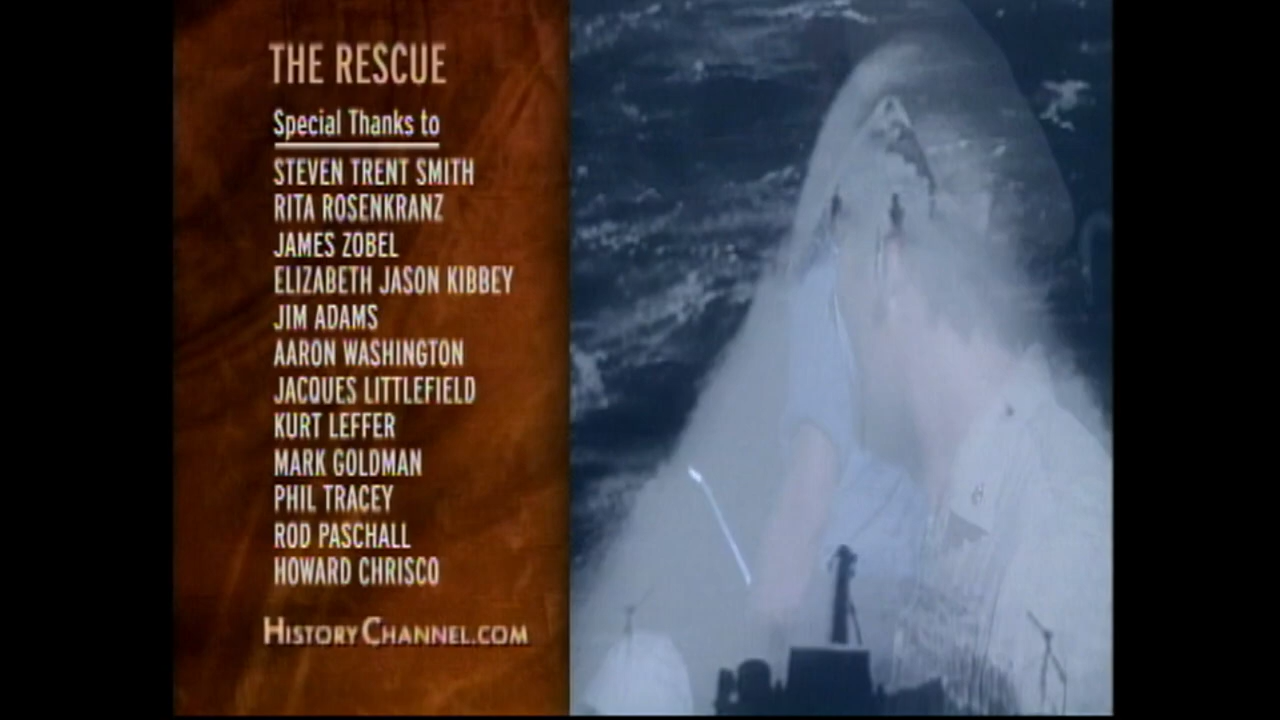 THE RESCUE
Special Thanks to
STEVEN TRENT SMITH
RITA ROSENKRANZ
JAMES ZOBEL
ELIZABETH JASON KIBBEY
JIM ADAMS
AARON WASHINGTON
JACQUES LITTLEFIELD
KURT LEFFER
MARK GOLDMAN
PHIL TRACEY
ROD PASCHALL
HOWARD CHRISCO
HISTORYCHANNEL.COM